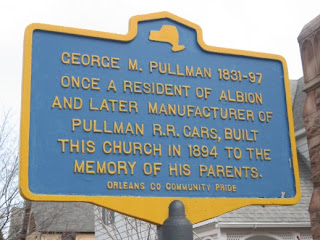 GEORGE M. PULLMAN 1831-97
ONCE A RESIDENT OF ALBION
AND LATER MANUFACTURER OF
PULLMAN R.R. CARS, BUILT
THIS CHURCH IN 1894 TO THE
MEMORY OF HIS PARENTS.
ORLEANS CO COMMUNITY PRIDE